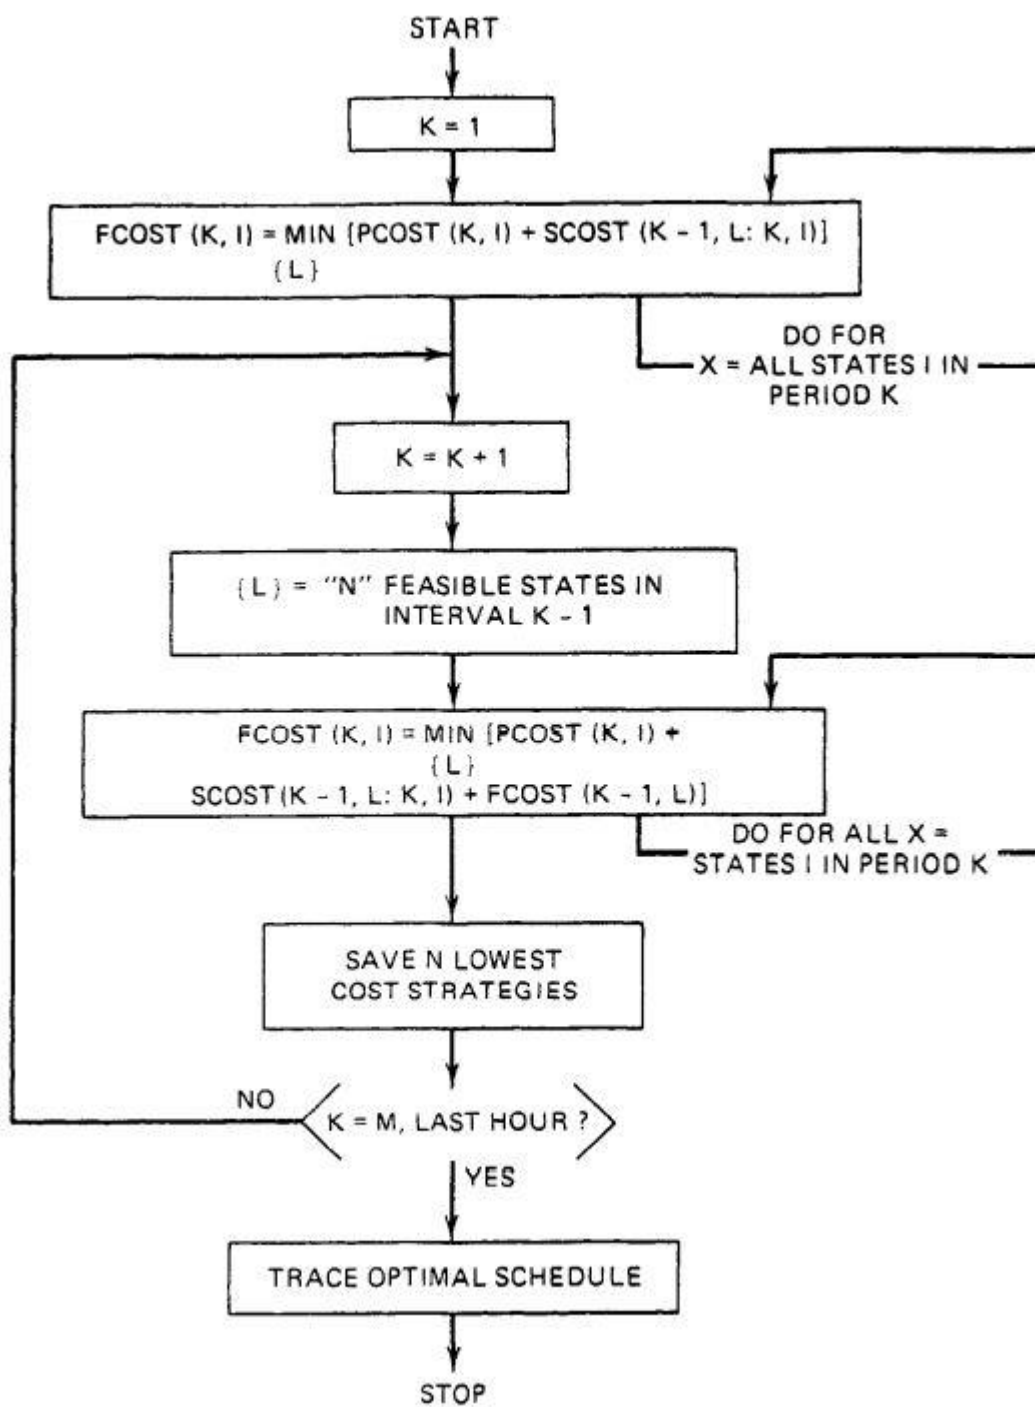 START
K = 1
FCOST (K, I) = MIN [PCOST (K, I) + SCOST (K - 1, L: K, I)]
{L}
DO FOR
X = ALL STATES I IN
PERIOD K
K = K + 1
{L} = "N" FEASIBLE STATES IN
INTERVAL K - 1
FCOST (K, I) = MIN [PCOST (K, I) +
{L}
SCOST (K - 1, L: K, I) + FCOST (K - 1, L)]
DO FOR ALL X =
STATES I IN PERIOD K
SAVE N LOWEST
COST STRATEGIES
NO
K = M, LAST HOUR ?
YES
TRACE OPTIMAL SCHEDULE
STOP